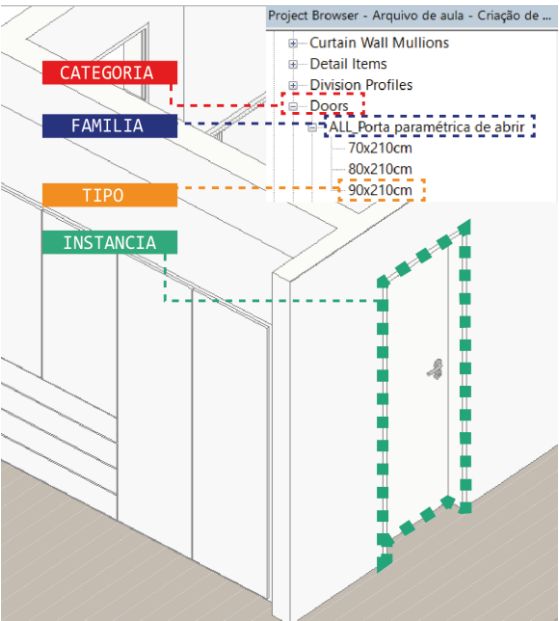 Project Browser - Arquivo de aula - Criação de ...
Curtain Wall Mullions
Detail Items
CATEGORIA
Division Profiles
Doors
FAMILIA
ALL_Porta paramétrica de abrir
70x210cm
80x210cm
TIPO
90x210cm
INSTANCIA